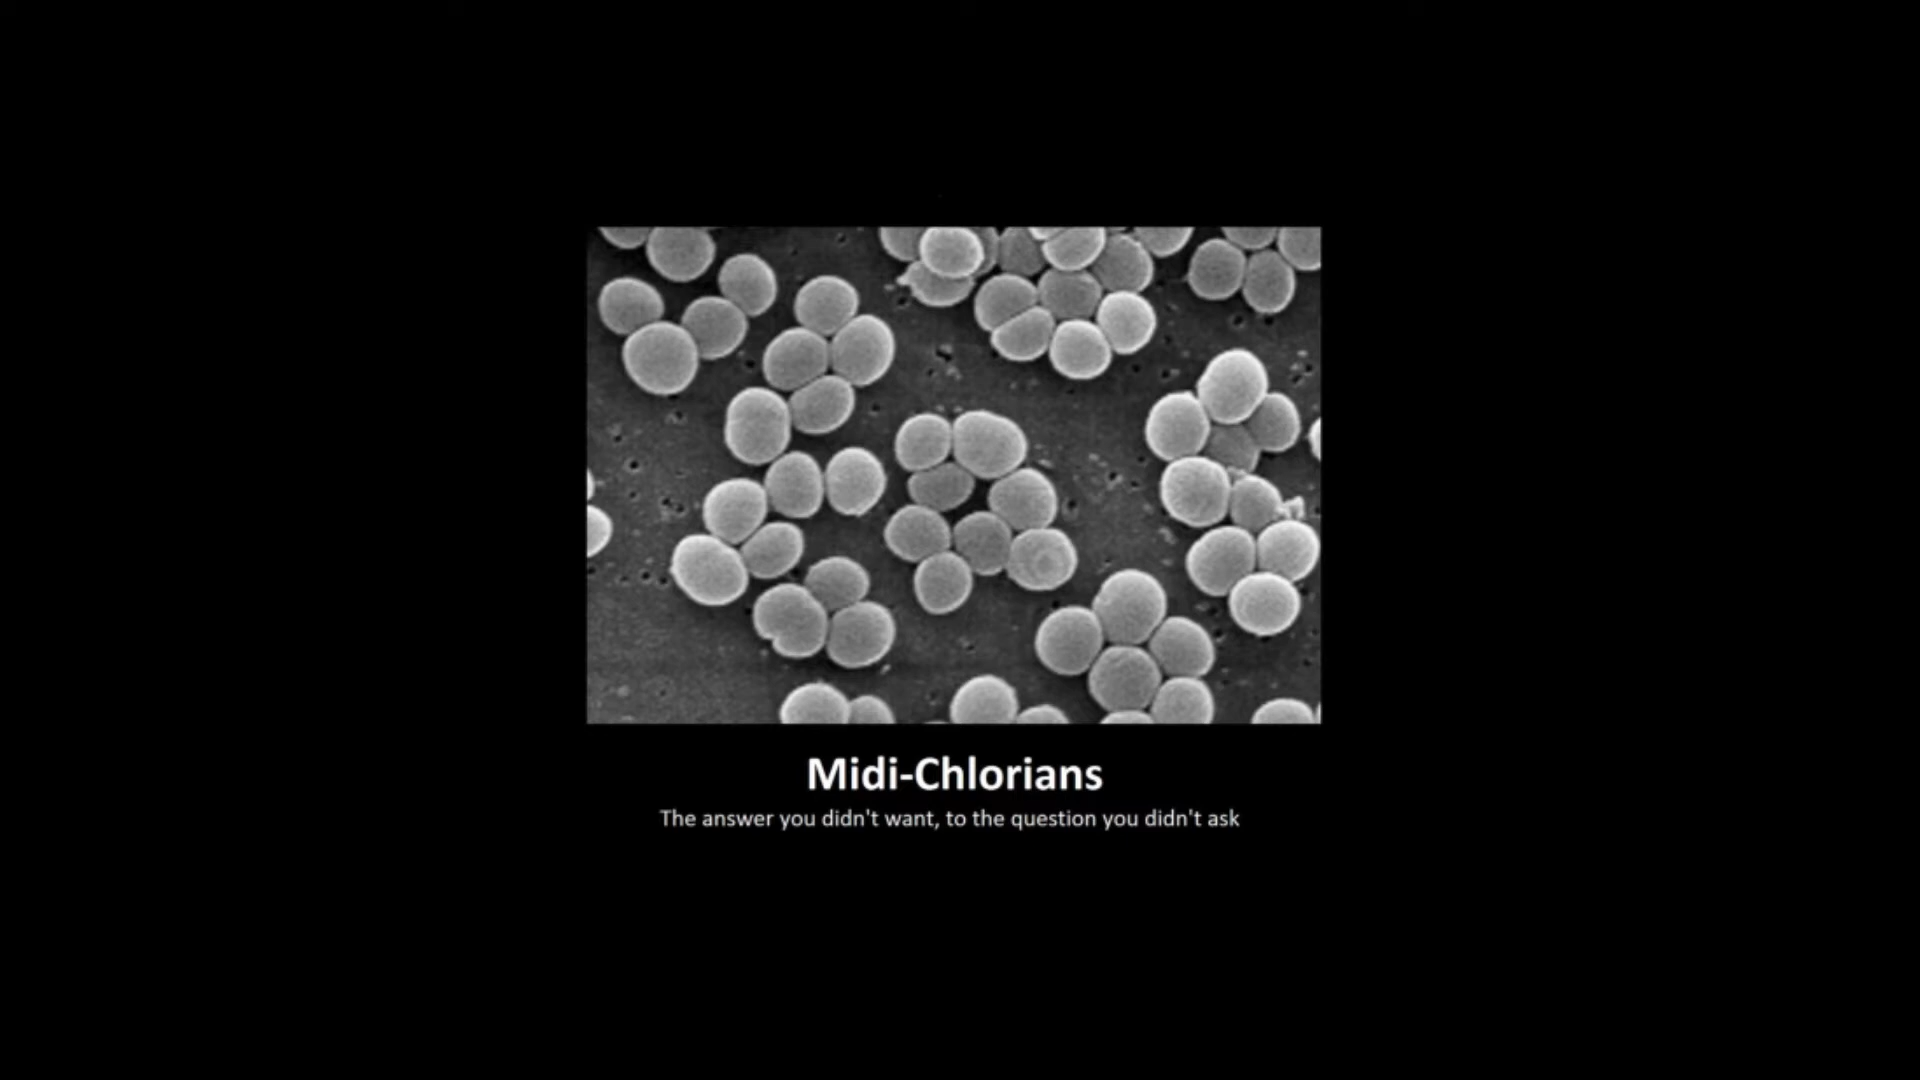 Midi-Chlorians
The answer you didn't want, to the question you didn't ask